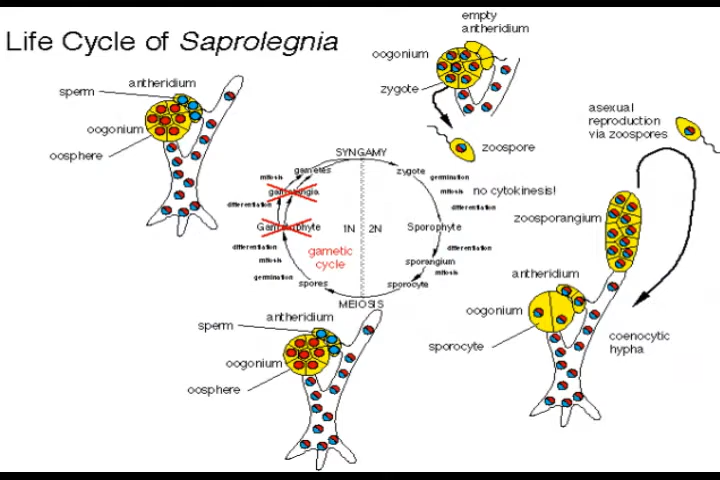 Life Cycle of Saprolegnia
empty
antheridium
oogonium
zygote
zoospore
asexual
reproduction
via zoospores
antheridium
sperm
oogonium
oosphere
SYNGAMY
mitosis
gametes
zygote
germination
gametangia
mitosis
no cytokinesis!
differentiation
differentiation
zoosporangium
Gametophyte
1N
2N
Sporophyte
differentiation
gametic
cycle
differentiation
mitosis
sporangium
mitosis
germination
spores
sporocyte
MEIOSIS
antheridium
oogonium
sporocyte
coenocytic
hypha
antheridium
sperm
oogonium
oosphere